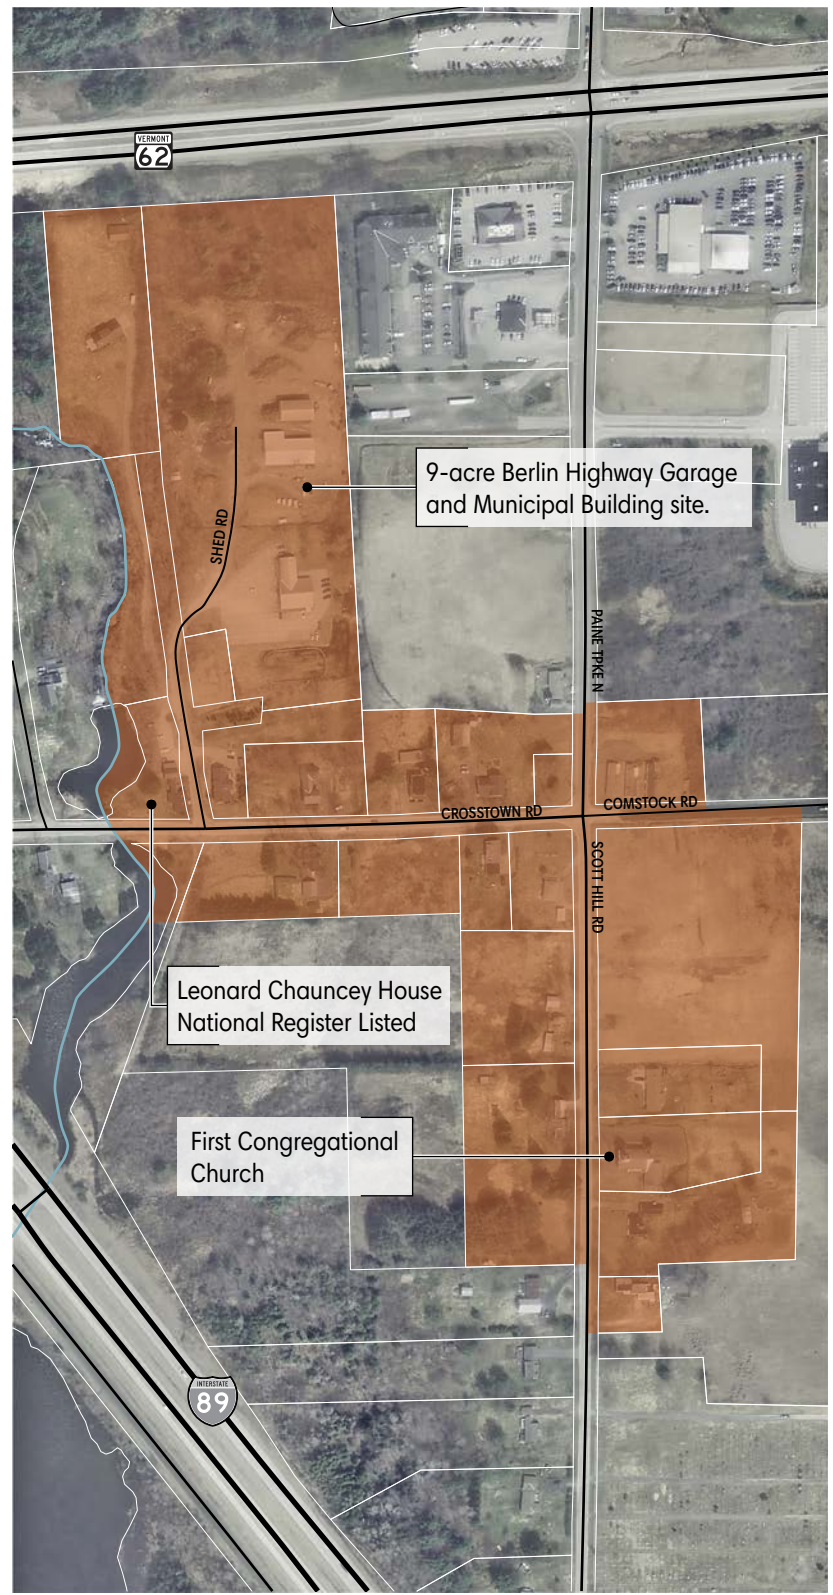 VERMONT
62
9-acre Berlin Highway Garage
and Municipal Building site.
SHED RD
PAINE TPKE N
CROSSTOWN RD
COMSTOCK RD
SCOTT HILL RD
Leonard Chauncey House
National Register Listed
First Congregational
Church
INTERSTATE
89